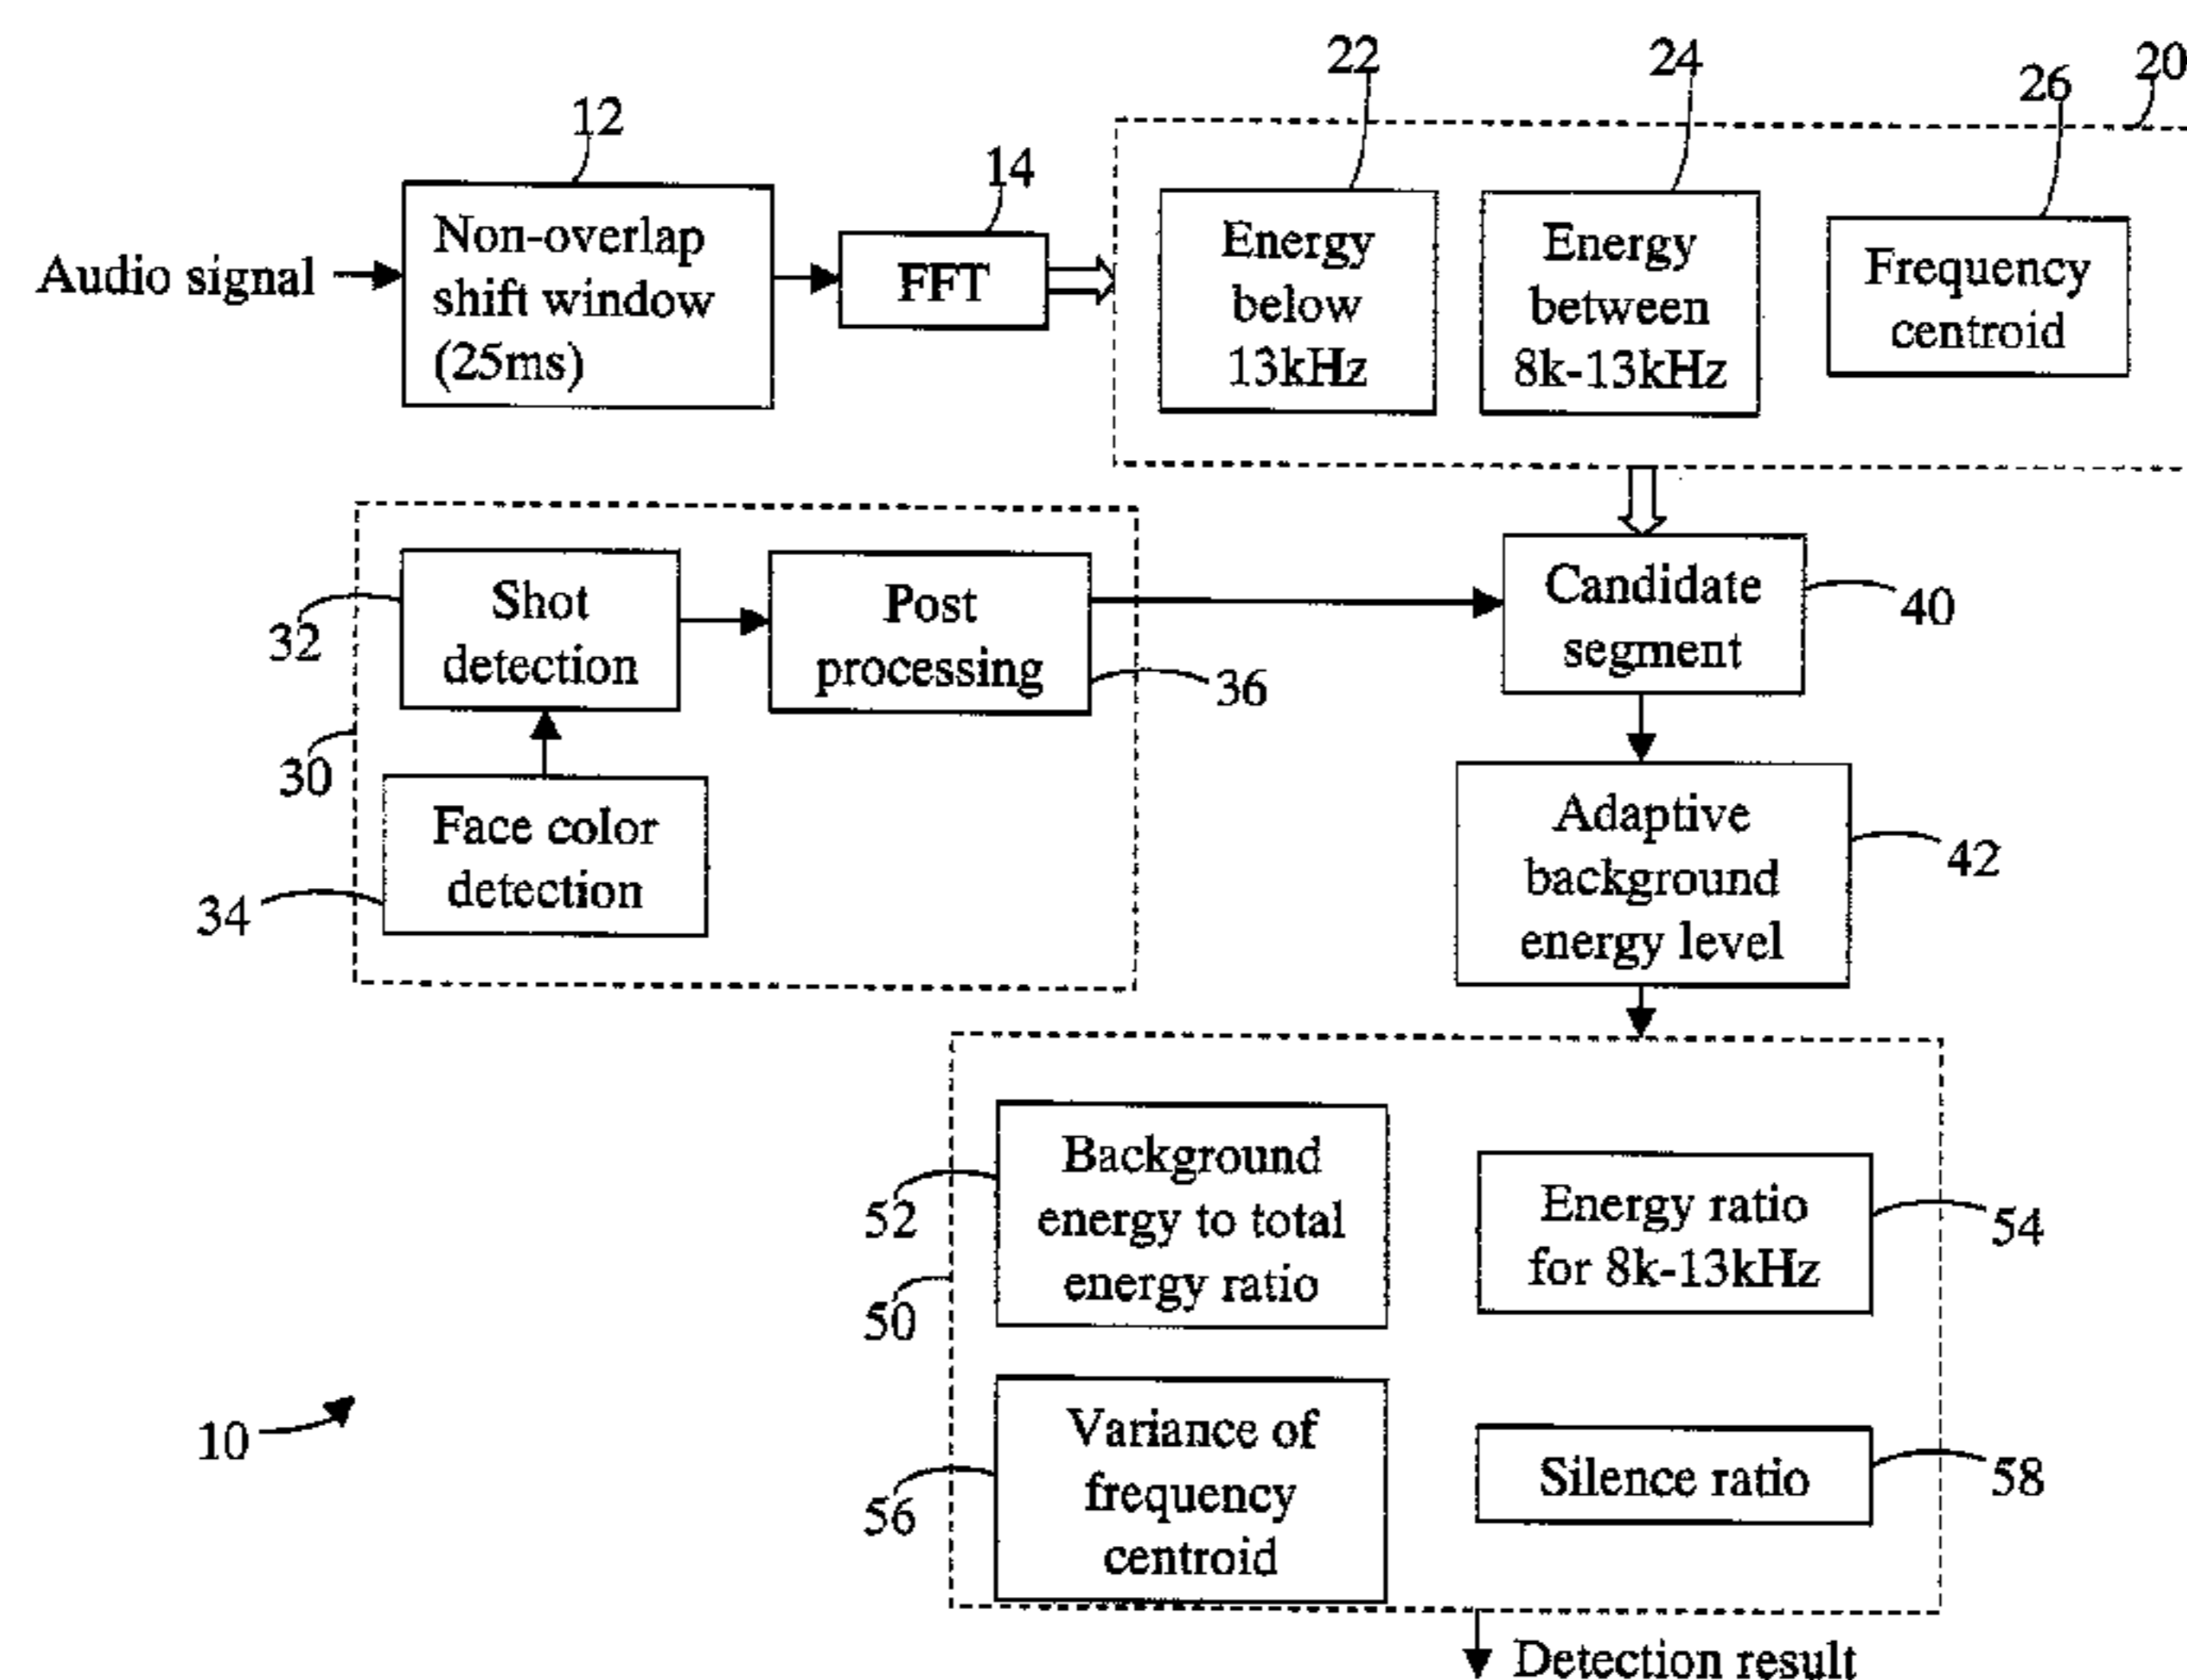 22
24
26
20
12
14
Audio signal
Non-overlap
shift window
(25ms)
FFT
Energy
below
13kHz
Energy
between
8k-13kHz
Frequency
centroid
32
Shot
detection
Post
processing
36
Candidate
segment
40
30
Face color
detection
34
Adaptive
background
energy level
42
52
Background
energy to total
energy ratio
Energy ratio
for 8k-13kHz
54
50
10
56
Variance of
frequency
centroid
Silence ratio
58
Detection result